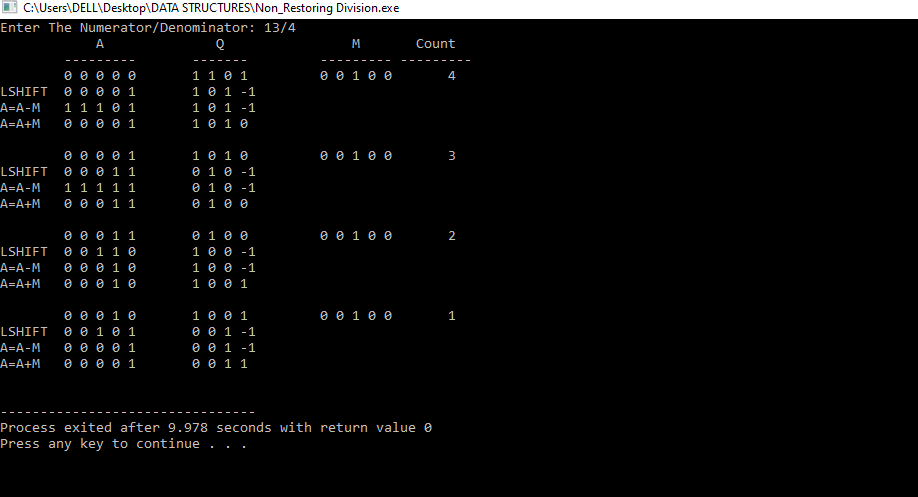 C:\Users\DELL\Desktop\DATA STRUCTURES\Non_Restoring Division.exe
Enter The Numerator/Denominator: 13/4
            A              Q                M       Count
        ---------       -------         --------- ---------
        0 0 0 0 0       1 1 0 1         0 0 1 0 0       4
LSHIFT  0 0 0 0 1       1 0 1 -1
A=A-M   1 1 1 0 1       1 0 1 -1
A=A+M   0 0 0 0 1       1 0 1 0
        0 0 0 0 1       1 0 1 0         0 0 1 0 0       3
LSHIFT  0 0 0 1 1       0 1 0 -1
A=A-M   1 1 1 1 1       0 1 0 -1
A=A+M   0 0 0 1 1       0 1 0 0
        0 0 0 1 1       0 1 0 0         0 0 1 0 0       2
LSHIFT  0 0 1 1 0       1 0 0 -1
A=A-M   0 0 0 1 0       1 0 0 -1
A=A+M   0 0 0 1 0       1 0 0 1
        0 0 0 1 0       1 0 0 1         0 0 1 0 0       1
LSHIFT  0 0 1 0 1       0 0 1 -1
A=A-M   0 0 0 0 1       0 0 1 -1
A=A+M   0 0 0 0 1       0 0 1 1
--------------------------------
Process exited after 9.978 seconds with return value 0
Press any key to continue . . .